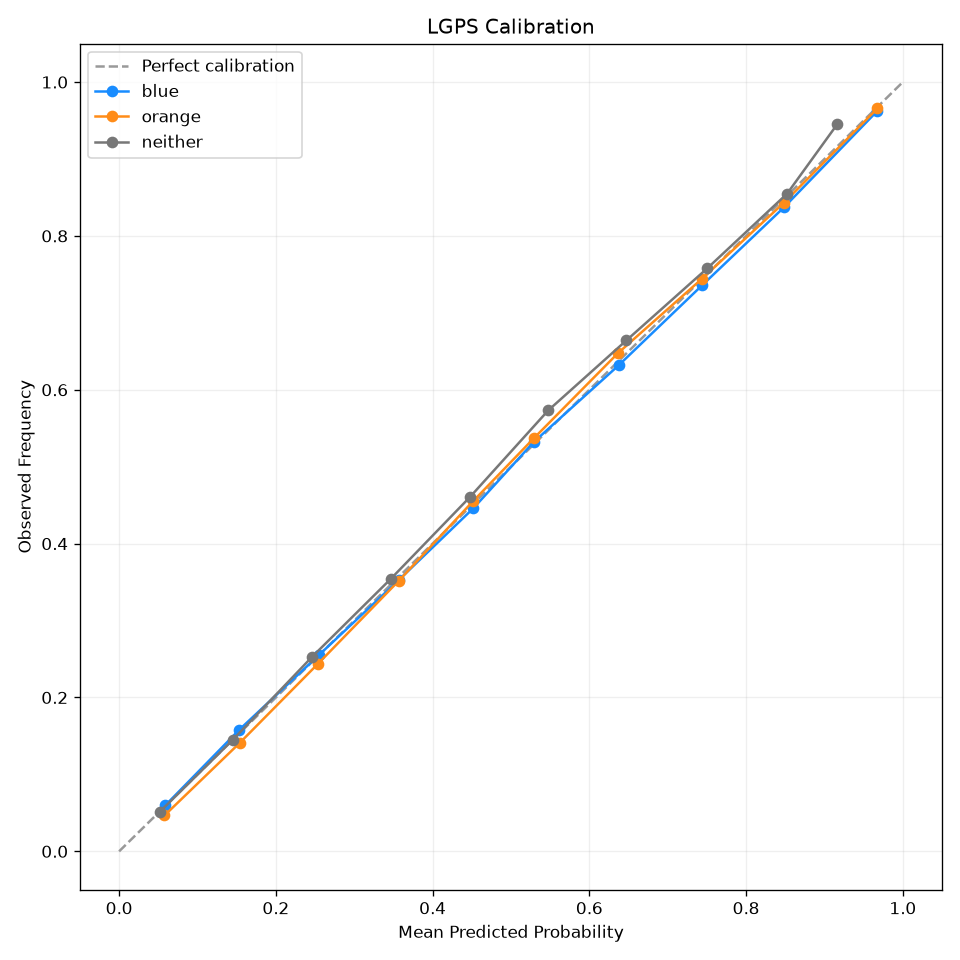 LGPS Calibration
Perfect calibration
blue
orange
neither
1.0
0.8
0.6
0.4
0.2
0.0
Observed Frequency
0.0 0.2 0.4 0.6 0.8 1.0
Mean Predicted Probability